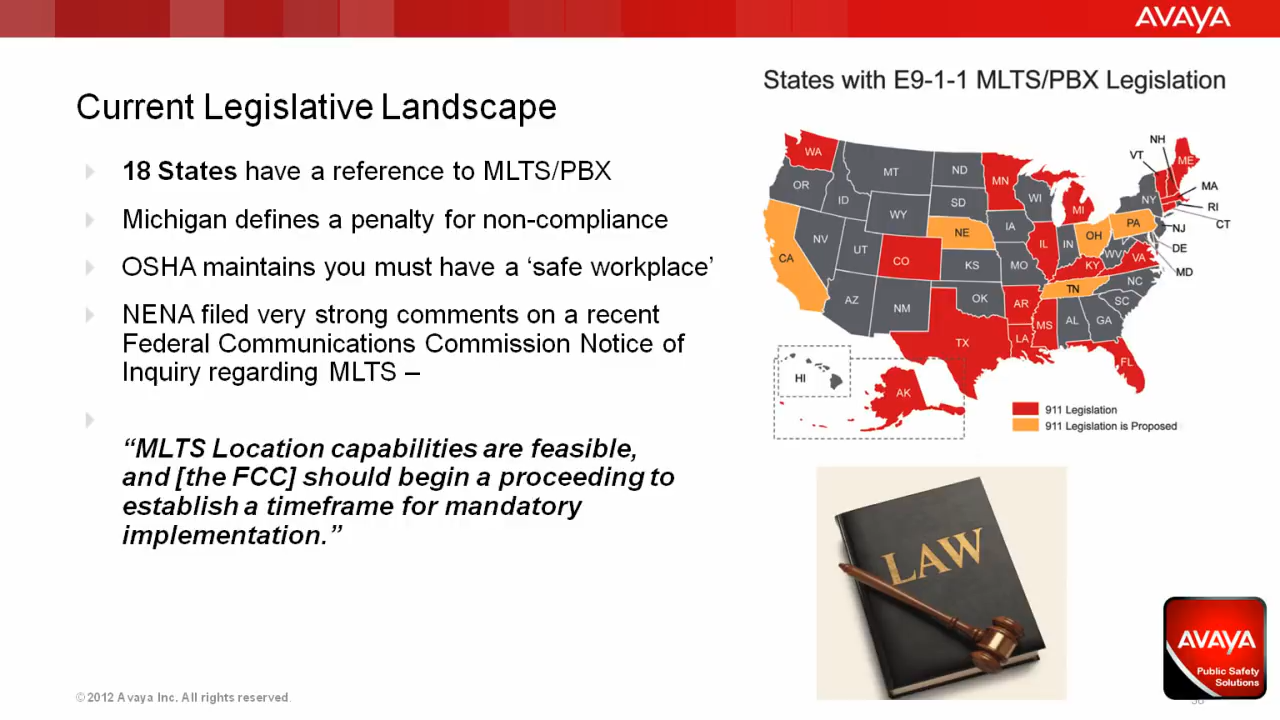 AVAYA
States with E9-1-1 MLTS/PBX Legislation
Current Legislative Landscape
18 States have a reference to MLTS/PBX
Michigan defines a penalty for non-compliance
OSHA maintains you must have a ‘safe workplace’
NENA filed very strong comments on a recent
Federal Communications Commission Notice of
Inquiry regarding MLTS –
“MLTS Location capabilities are feasible,
and [the FCC] should begin a proceeding to
establish a timeframe for mandatory
implementation.”
WA
OR
CA
NV
ID
MT
WY
UT
AZ
CO
NM
ND
SD
NE
KS
OK
TX
MN
IA
MO
AR
LA
WI
IL
MS
MI
IN
KY
TN
AL
OH
WV
GA
FL
SC
NC
VA
PA
NY
VT
NH
ME
MA
RI
CT
NJ
DE
MD
HI
AK
911 Legislation
911 Legislation is Proposed
LAW
AVAYA
Public Safety
Solutions
© 2012 Avaya Inc. All rights reserved.